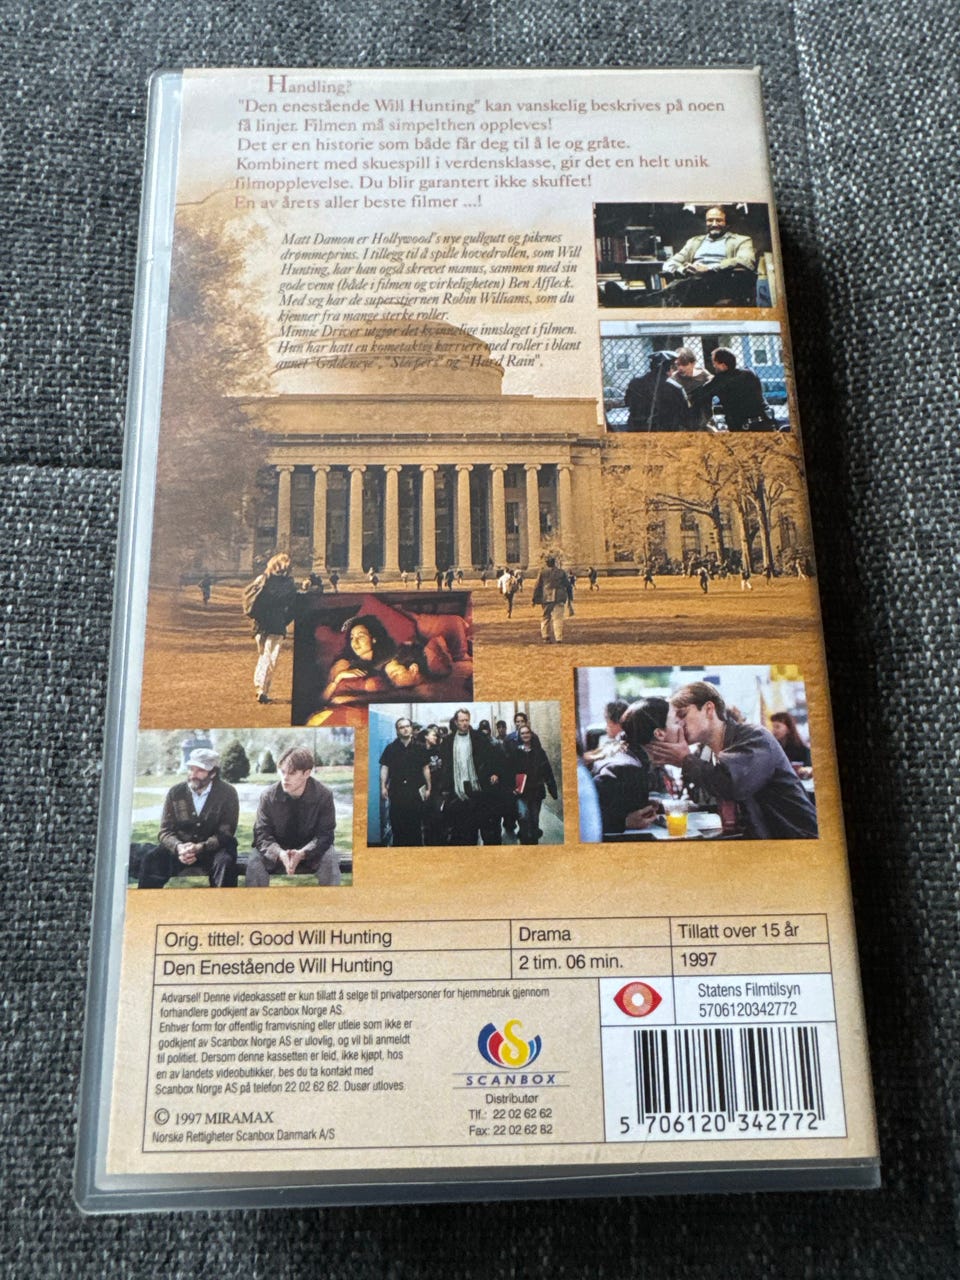 Handling?
"Den enestående Will Hunting" kan vanskelig beskrives på noen
få linjer. Filmen må simpelthen oppleves!
Det er en historie som både får deg til å le og gråte.
Kombinert med skuespill i verdensklasse, gir det en helt unik
filmopplevelse. Du blir garantert ikke skuffet!
En av årets aller beste filmer ...!
Matt Damon er Hollywood's nye gullgutt og pikenes
drømmeprins. I tillegg til å spille hovedrollen, som Will
Hunting, har han også skrevet manus, sammen med sin
gode venn (både i filmen og virkeligheten) Ben Affleck.
Med seg har de superstjernen Robin Williams, som du
kjenner fra mange sterke roller.
Minnie Driver utgjør det kvinnelige innslaget i filmen.
Hun har hatt en kometaktig karriere med roller i blant
annet "Goldeneye", "Sleepers" og "Hard Rain".
Orig. tittel: Good Will Hunting
Drama
Tillatt over 15 år
Den Enestående Will Hunting
2 tim. 06 min.
1997
Advarsel! Denne videokassett er kun tillatt å selge til privatpersoner for hjemmebruk gjennom
forhandlere godkjent av Scanbox Norge AS.
Enhver form for offentlig framvisning eller utleie som ikke er
godkjent av Scanbox Norge AS er ulovlig, og vil bli anmeldt
til politiet. Dersom denne kassetten er leid, ikke kjøpt, hos
en av landets videobutikker, bes du ta kontakt med
Scanbox Norge AS på telefon 22 02 62 62. Dusør utloves.
© 1997 MIRAMAX
Norske Rettigheter Scanbox Danmark A/S
SCANBOX
Distributør
Tlf.: 22 02 62 62
Fax: 22 02 62 82
Statens Filmtilsyn
5706120342772
5 706120 342772